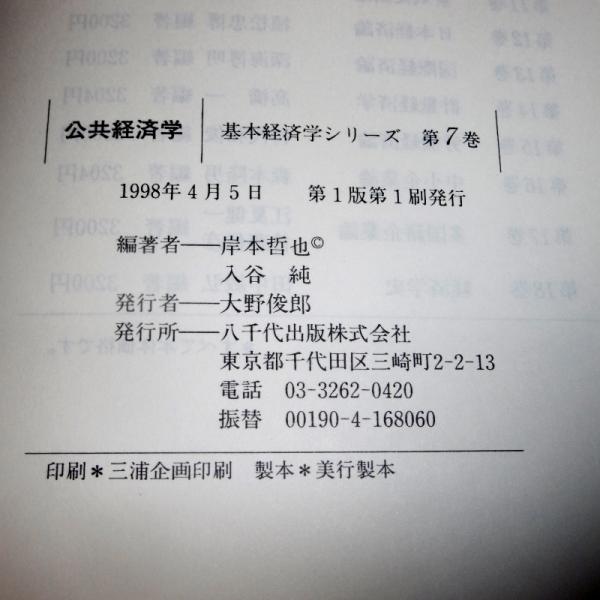 公共経済学 基本経済学シリーズ 第7巻
1998年4月5日 第1版第1刷発行
編著者――岸本哲也©
入谷 純
発行者――大野俊郎
発行所――八千代出版株式会社
東京都千代田区三崎町2-2-13
電話 03-3262-0420
振替 00190-4-168060
印刷*三浦企画印刷 製本*美行製本